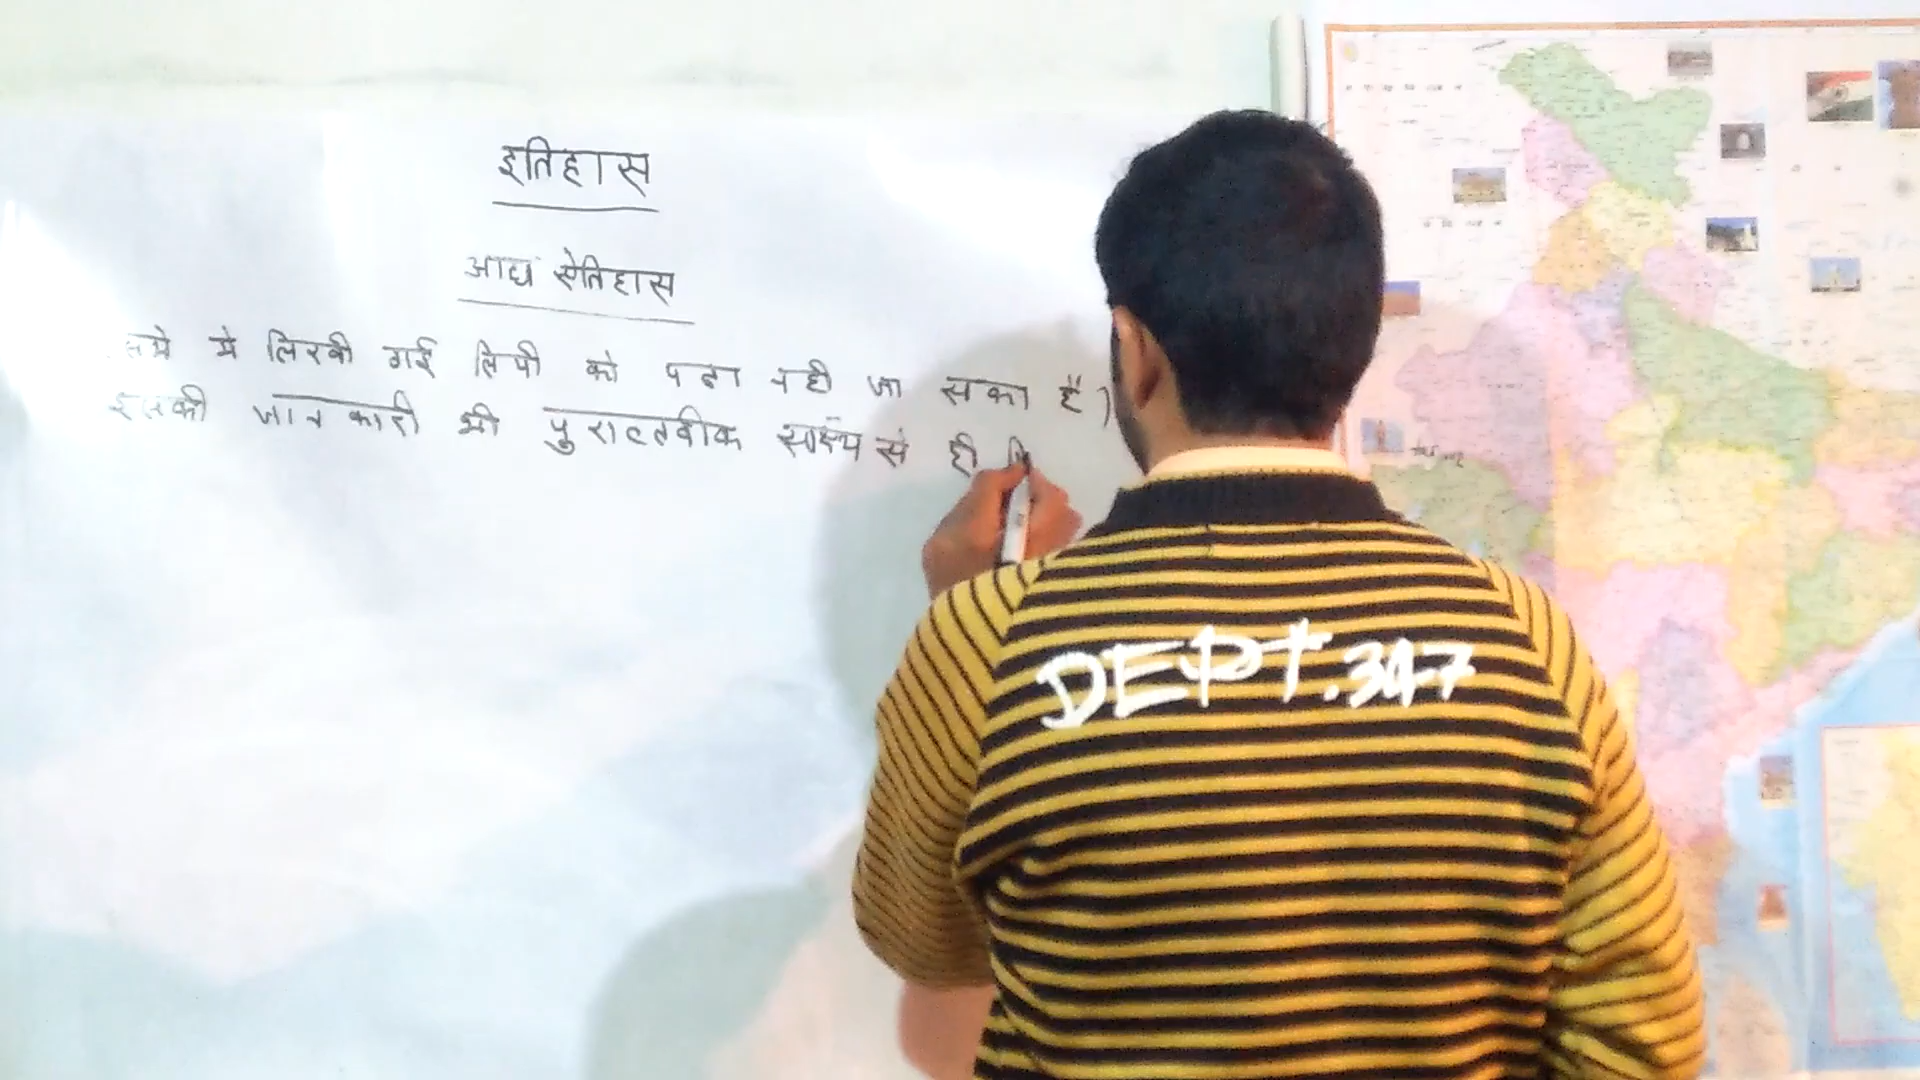 इतिहास
आद्य ऐतिहास
मे लिखी गई लिपी को पढा नही जा सका है।
इसकी जानकारी भी पुरातत्वीक साक्ष्य से ही
DEPT.347